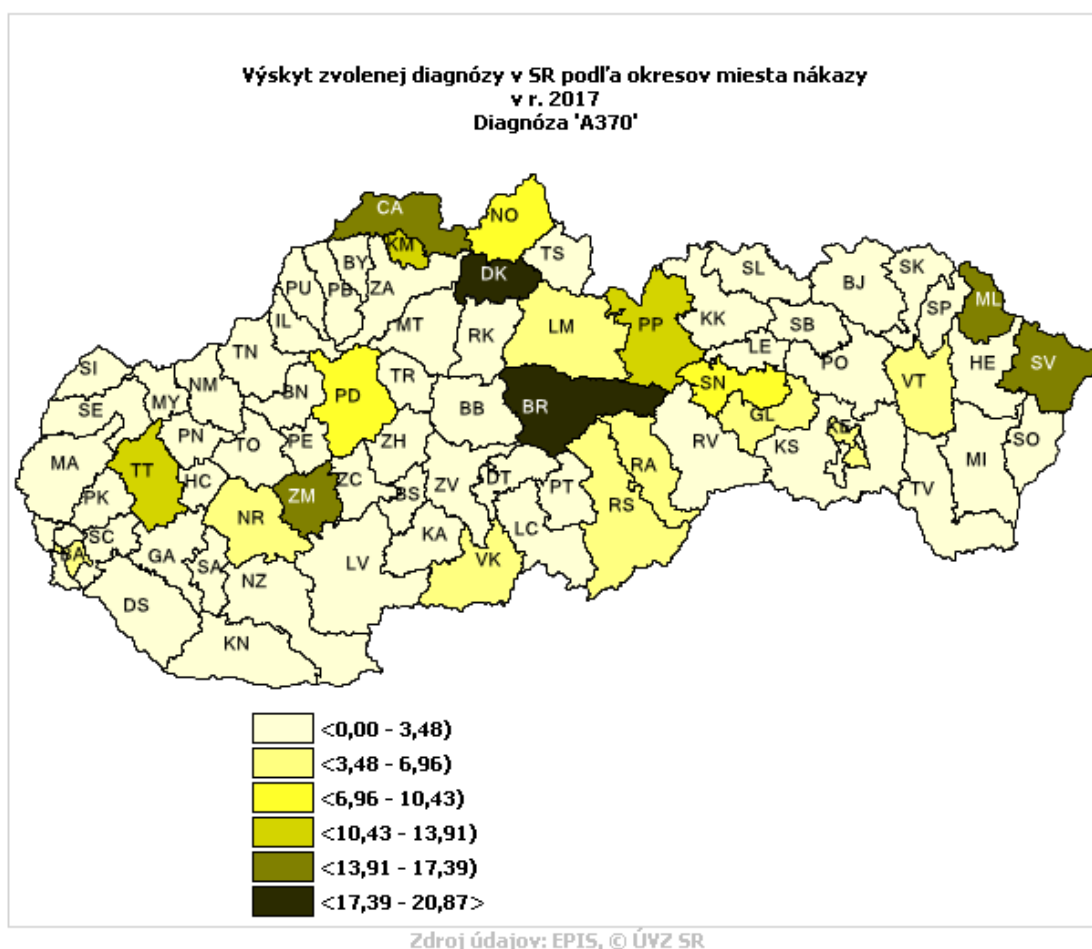 Výskyt zvolenej diagnózy v SR podľa okresov miesta nákazy
v r. 2017
Diagnóza 'A370'
CA
NO
KM
TS
DK
BY
PU
PB
ZA
SL
SK
BJ
ML
SP
IL
MT
RK
LM
PP
KK
SB
LE
PO
HE
SV
TN
SI
NM
TR
BN
PD
BB
BR
SN
VT
GL
SE
MY
PN
TO
PE
ZH
KE
MA
TT
HC
ZM
ZC
BS
ZV
DT
PT
RA
RV
KS
SO
MI
PK
NR
RS
TV
SC
GA
KA
LC
BA
SA
NZ
LV
VK
DS
KN
<0,00 - 3,48)
<3,48 - 6,96)
<6,96 - 10,43)
<10,43 - 13,91)
<13,91 - 17,39)
<17,39 - 20,87>
Zdroj údajov: EPIS, © ÚVZ SR